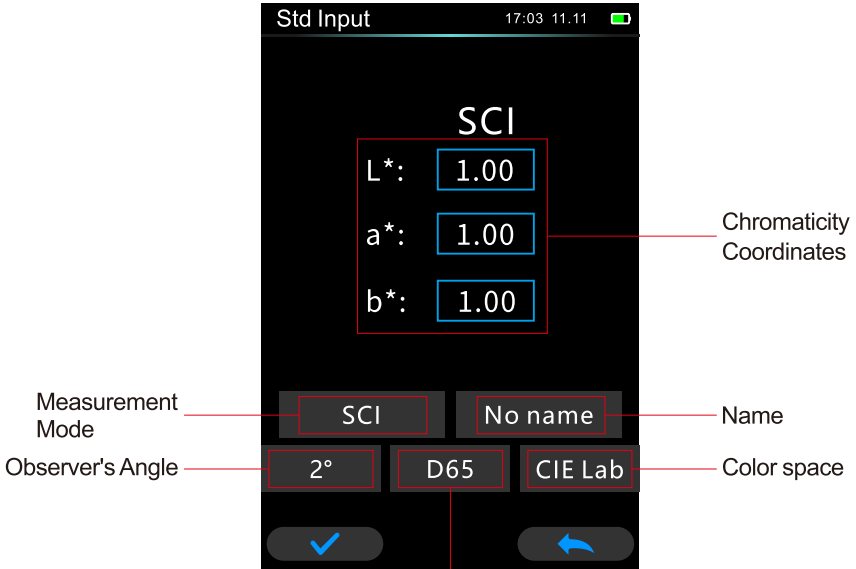 Std Input 17:03 11.11
SCI
L*: 1.00
a*: 1.00
b*: 1.00
Chromaticity
Coordinates
Measurement
Mode
SCI
No name
Name
Observer's Angle
2°
D65
CIE Lab
Color space